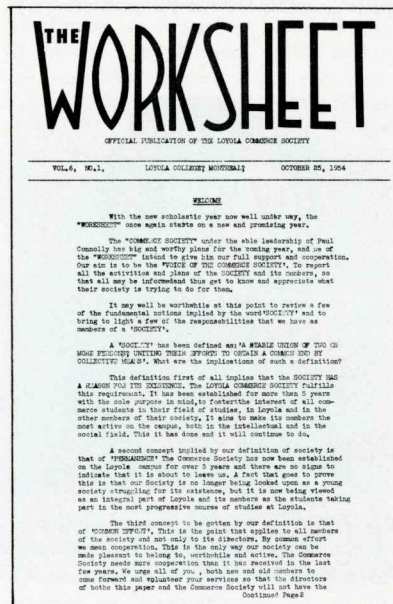 THE
WORKSHEET
OFFICIAL PUBLICATION OF THE LOYOLA COMMERCE SOCIETY
VOL.6, NO.1, LOYOLA COLLEGE, MONTREAL, OCTOBER 25, 1954
WELCOME
With the new scholastic year now well under way, the
"WORKSHEET" once again starts on a new and promising year.
The "COMMERCE SOCIETY" under the able leadership of Paul
Connolly has big and worthy plans for the coming year, and we of
the "WORKSHEET" intend to give him our full support and cooperation.
Our aim is to be the "VOICE OF THE COMMERCE SOCIETY'. To report
all the activities and plans of the SOCIETY and its members, so
that all may be informedand thus get to know and appreciate what
their society is trying to do for them.
It may well be worthwhile at this point to review a few
of the fundamental notions implied by the word'SOCIETY' and to
bring to light a few of the responsabilities that we have as
members of a 'SOCIETY'.
A 'SOCIETY' has been defined as:'A STABLE UNION OF TWO OR
MORE UNITING THEIR EFFORTS TO OBTAIN A COMMON END BY
COLLECTIVE MEANS'. What are the implications of such a definition?
This definition first of all implies that the SOCIETY HAS
A REASON FOR ITS EXISTENCE. The LOYOLA COMMERCE SOCIETY fulfills
this requirement. It has been established for more than 5 years
with the sole purpose in mind,to fosterthe interest of all com-
merce students in their field of studies, in Loyola and in the
other members of their society. It aims to make its members the
most active on the campus, both in the intellectual and in the
social field. This it has done and it will continue to do.
A second concept implied by our definition of society is
that of 'PERMANENCE' The Commerce Society has now been established
on the Loyola campus for over 5 years and there are no signs to
indicate that it is about to leave us. A fact that goes to prove
this is that our Society is no longer being looked upon as a young
society struggling for its existence, but it is now being viewed
as an integral part of Loyola and its members as the students taking
part in the most progressive course of studies at Loyola.
The third concept to be gotten by our definition is that
of 'COMMON EFFORT'. This is the point that applies to all members
of the society and not only to its directors. By common effort
we mean cooperation. This is the only way our society can be
made pleasant to belong to, worthwhile and active. The Commerce
Society needs more cooperation than it has received in the last
few years. We urge all of you , both new and old members to
come forward and volunteer your services so that the directors
of bothe this paper and the Commerce Society will not have the
Continued Page2